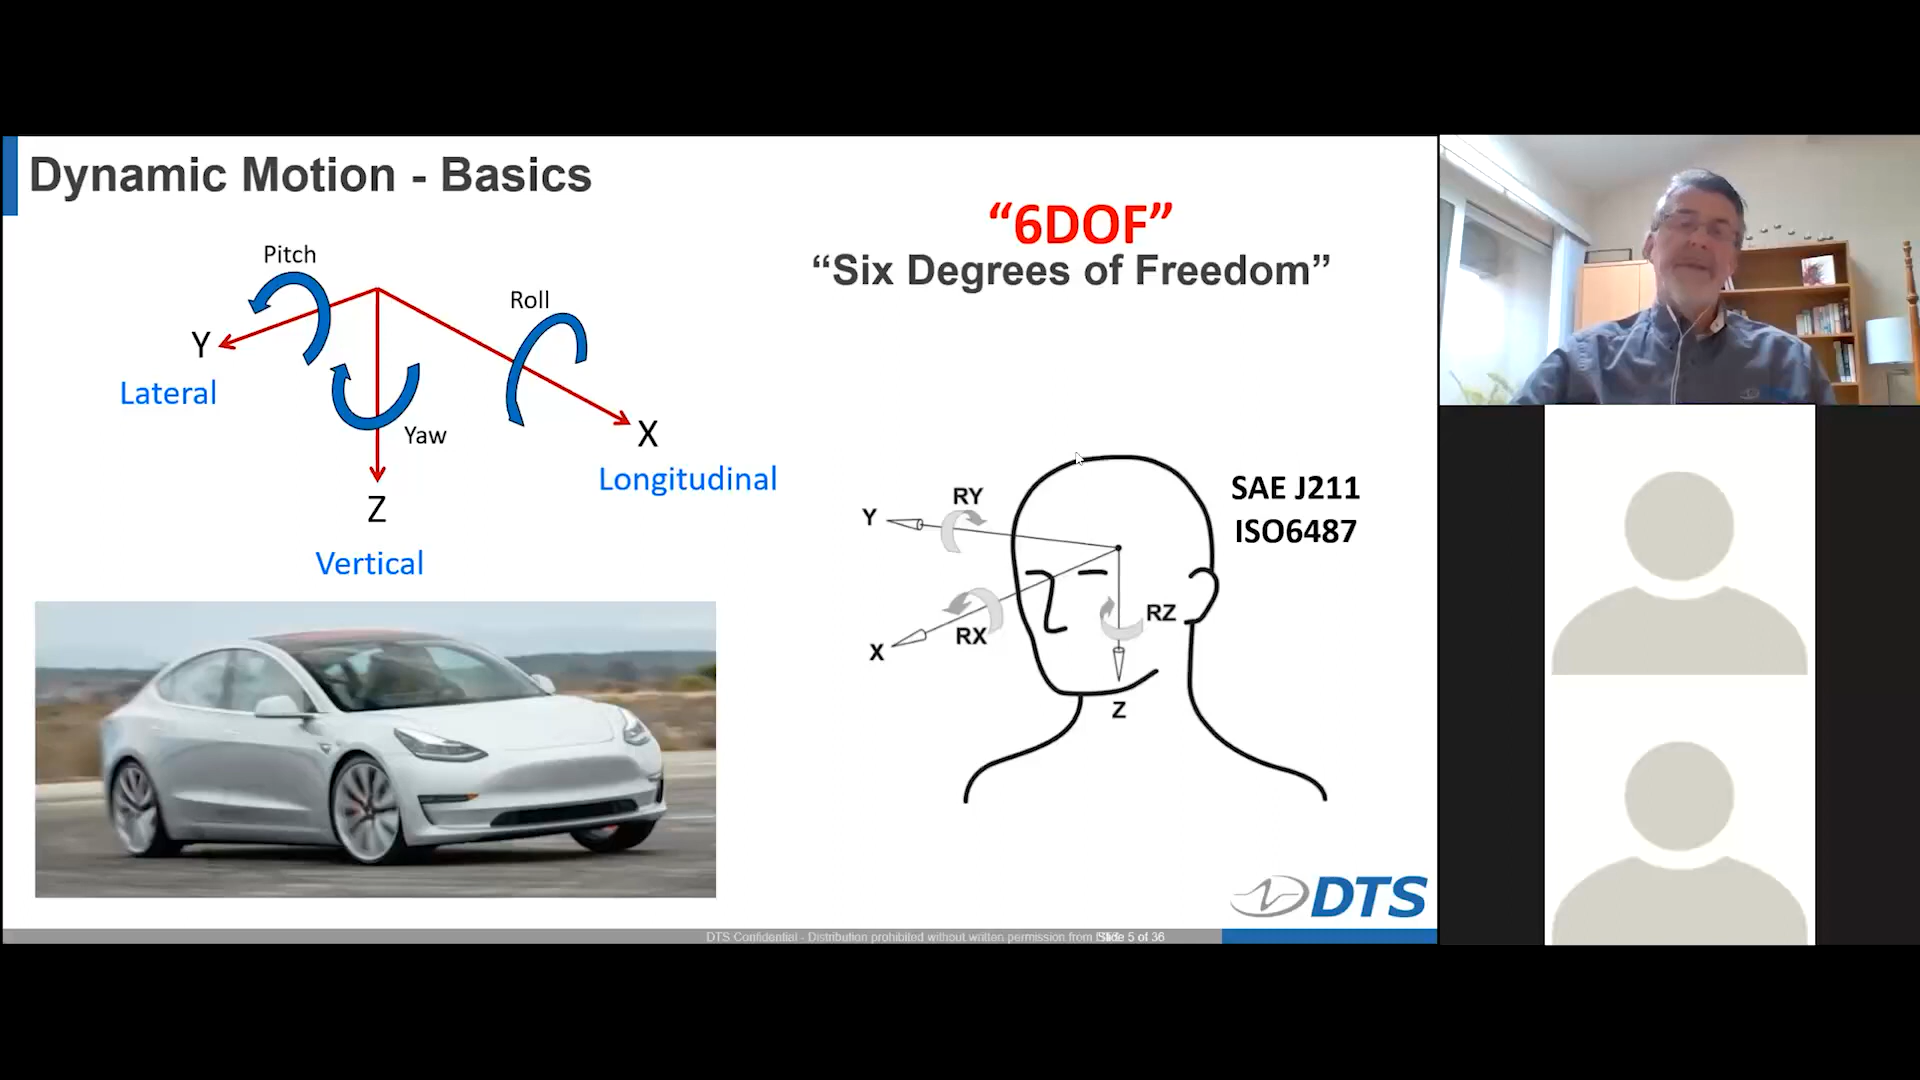 Dynamic Motion - Basics
Pitch
Roll
Y
Lateral
Yaw
X
Longitudinal
Z
Vertical
“6DOF”
“Six Degrees of Freedom”
SAE J211
ISO6487
RY
Y
RZ
RX
X
Z
DTS
DTS Confidential - Distribution prohibited without written permission from
Slide 5 of 36